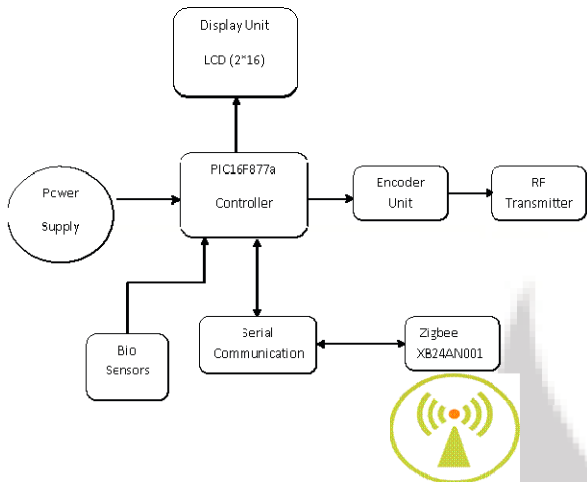 Display Unit
LCD (2*16)
PIC16F877a
Controller
Power
Supply
Encoder
Unit
RF
Transmitter
Bio
Sensors
Serial
Communication
Zigbee
XB24AN001